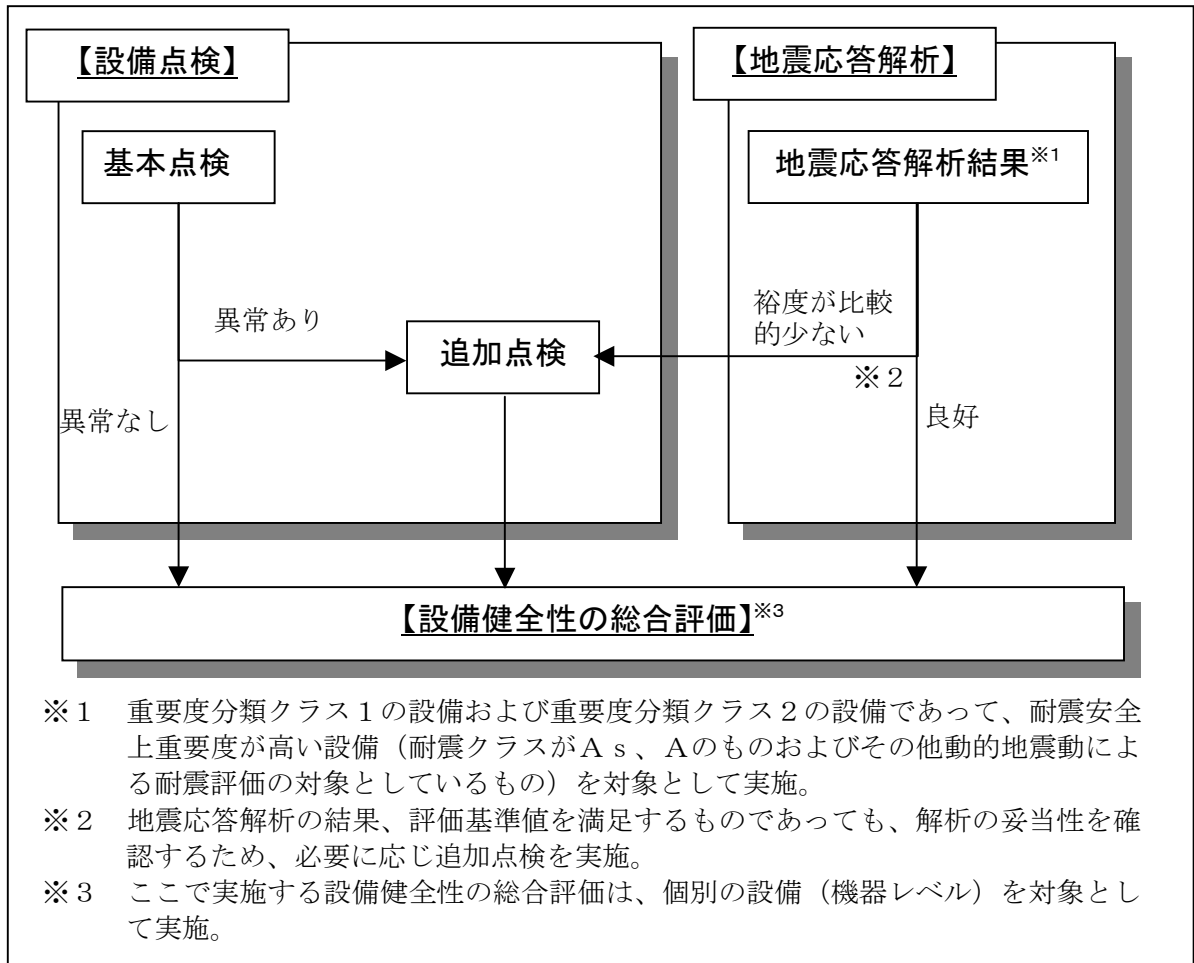 【設備点検】
【地震応答解析】
基本点検
地震応答解析結果※1
異常あり
追加点検
裕度が比較
的少ない
※２
異常なし
良好
【設備健全性の総合評価】※3
※１　重要度分類クラス１の設備および重要度分類クラス２の設備であって、耐震安全
上重要度が高い設備（耐震クラスがＡｓ、Ａのものおよびその他動的地震動によ
る耐震評価の対象としているもの）を対象として実施。
※２　地震応答解析の結果、評価基準値を満足するものであっても、解析の妥当性を確
認するため、必要に応じ追加点検を実施。
※３　ここで実施する設備健全性の総合評価は、個別の設備（機器レベル）を対象とし
て実施。